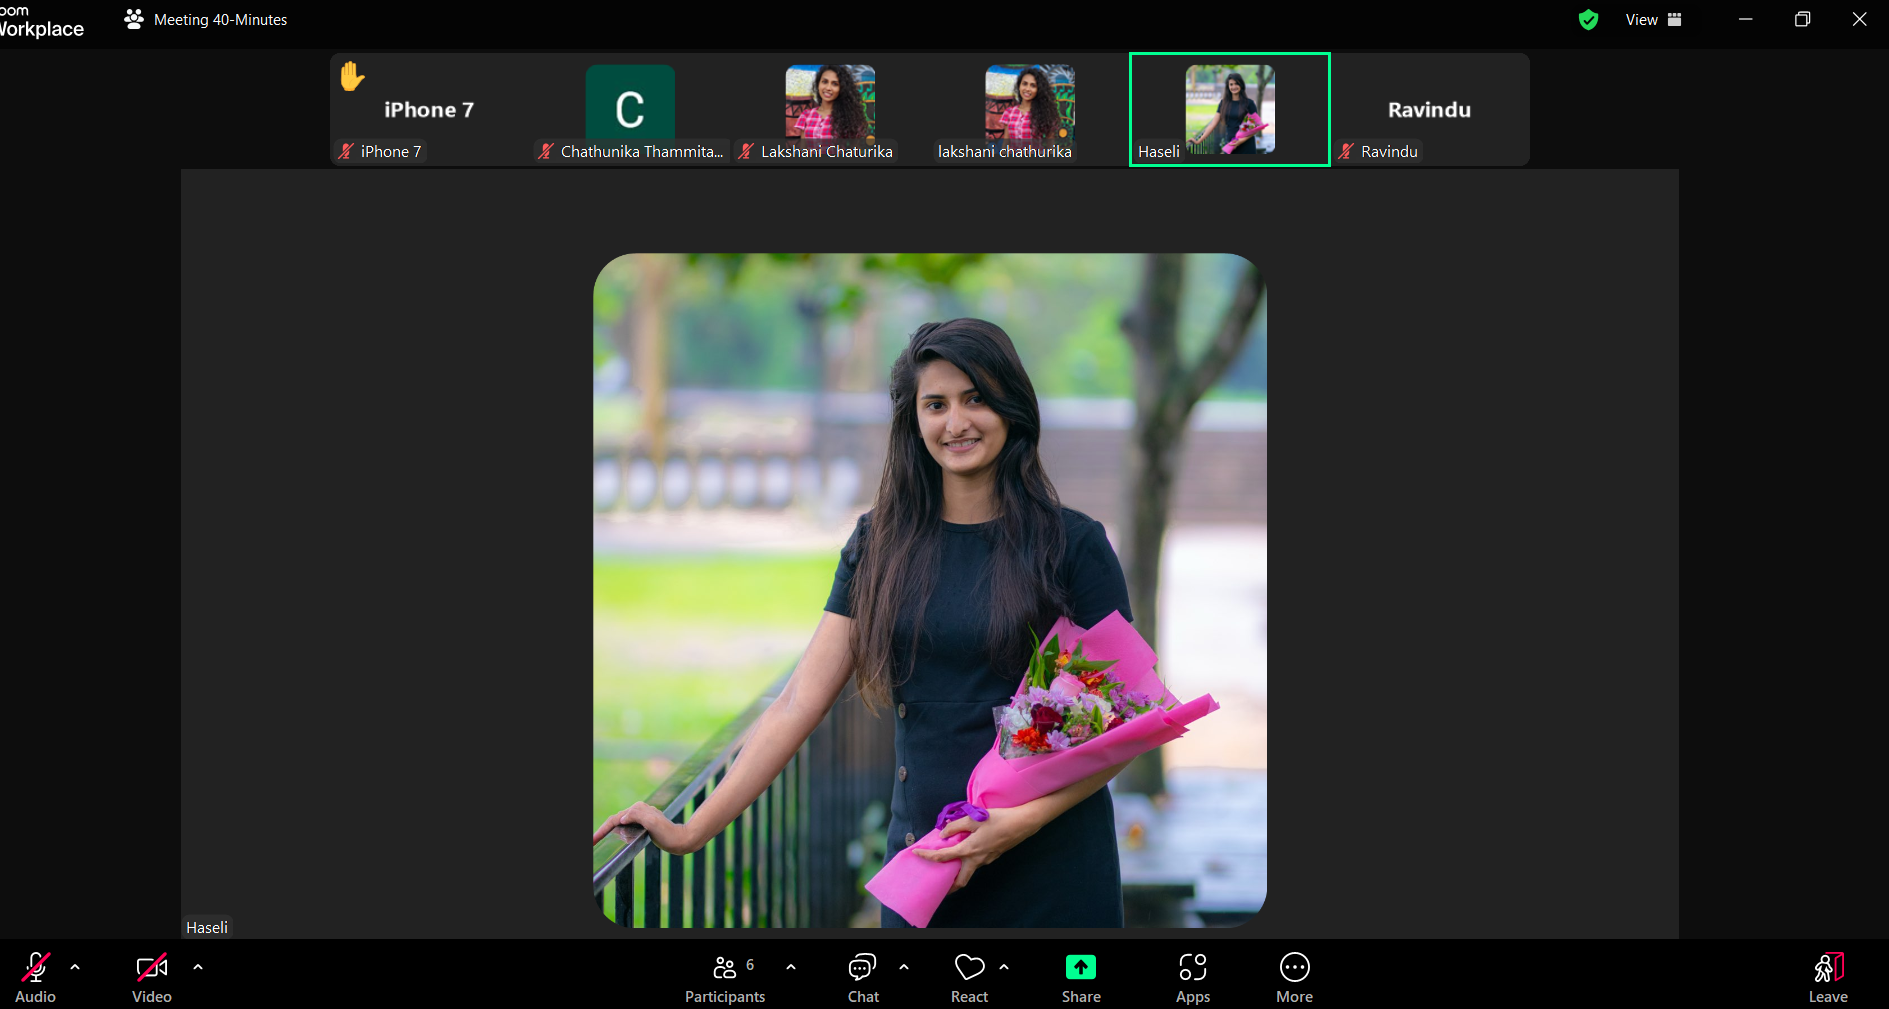 oom
Workplace
Meeting 40-Minutes
View
iPhone 7
iPhone 7
C
Chathunika Thammita...
Lakshani Chaturika
lakshani chathurika
Haseli
Ravindu
Ravindu
Haseli
Audio
Video
6
Participants
Chat
React
Share
Apps
More
Leave